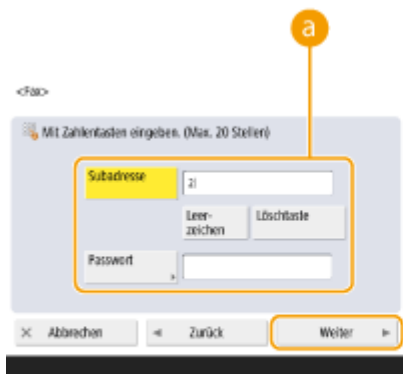 a
<Fax>
Mit Zahlentasten eingeben. (Max. 20 Stellen)
Subadresse
2
Leer-
zeichen
Löschtaste
Passwort
× Abbrechen
◄ Zurück
Weiter ►